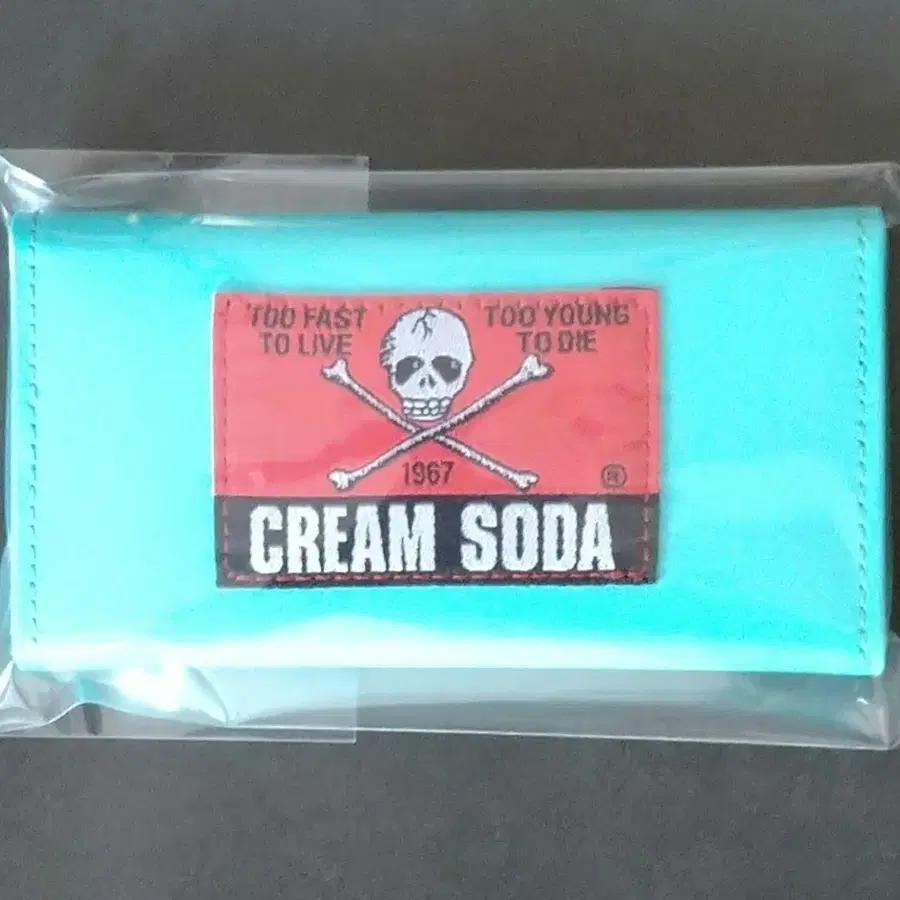 TOO FAST
TO LIVE
TOO YOUNG
TO DIE
1967
®
CREAM SODA